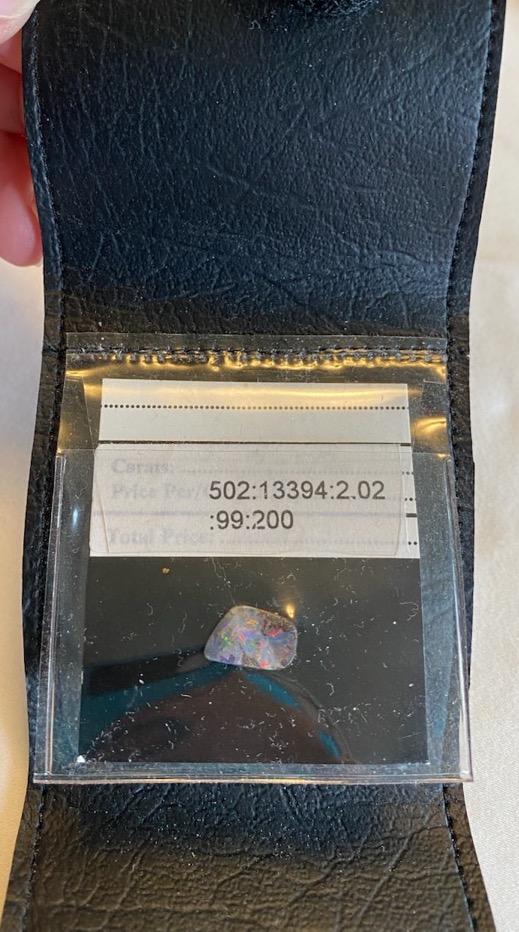 Carats:
Price Per/
502:13394:2.02
:99:200
Total Price: